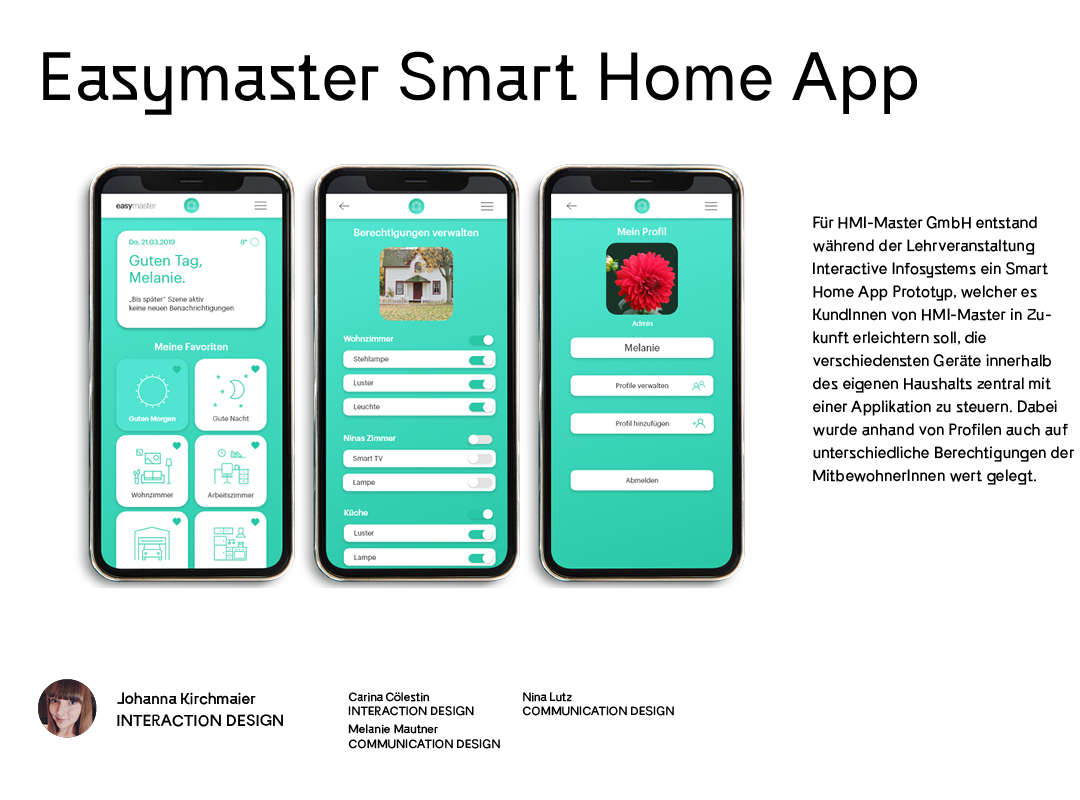 Easymaster Smart Home App
easymaster
Do, 21.03.2019 8°
Guten Tag,
Melanie.
„Bis später“ Szene aktiv
keine neuen Benachrichtigungen
Meine Favoriten
Guten Morgen
Gute Nacht
Wohnzimmer
Arbeitszimmer
Berechtigungen verwalten
Wohnzimmer
Stehlampe
Luster
Leuchte
Ninas Zimmer
Smart TV
Lampe
Küche
Luster
Lampe
Mein Profil
Admin
Melanie
Profile verwalten
Profil hinzufügen
Abmelden
Für HMI-Master GmbH entstand
während der Lehrveranstaltung
Interactive Infosystems ein Smart
Home App Prototyp, welcher es
KundInnen von HMI-Master in Zu-
kunft erleichtern soll, die
verschiedensten Geräte innerhalb
des eigenen Haushalts zentral mit
einer Applikation zu steuern. Dabei
wurde anhand von Profilen auch auf
unterschiedliche Berechtigungen der
MitbewohnerInnen wert gelegt.
Johanna Kirchmaier
INTERACTION DESIGN
Carina Cölestin
INTERACTION DESIGN
Melanie Mautner
COMMUNICATION DESIGN
Nina Lutz
COMMUNICATION DESIGN